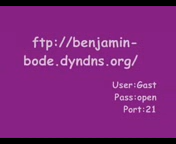 ftp://benjamin-
bode.dyndns.org/
User:Gast
Pass:open
Port:21